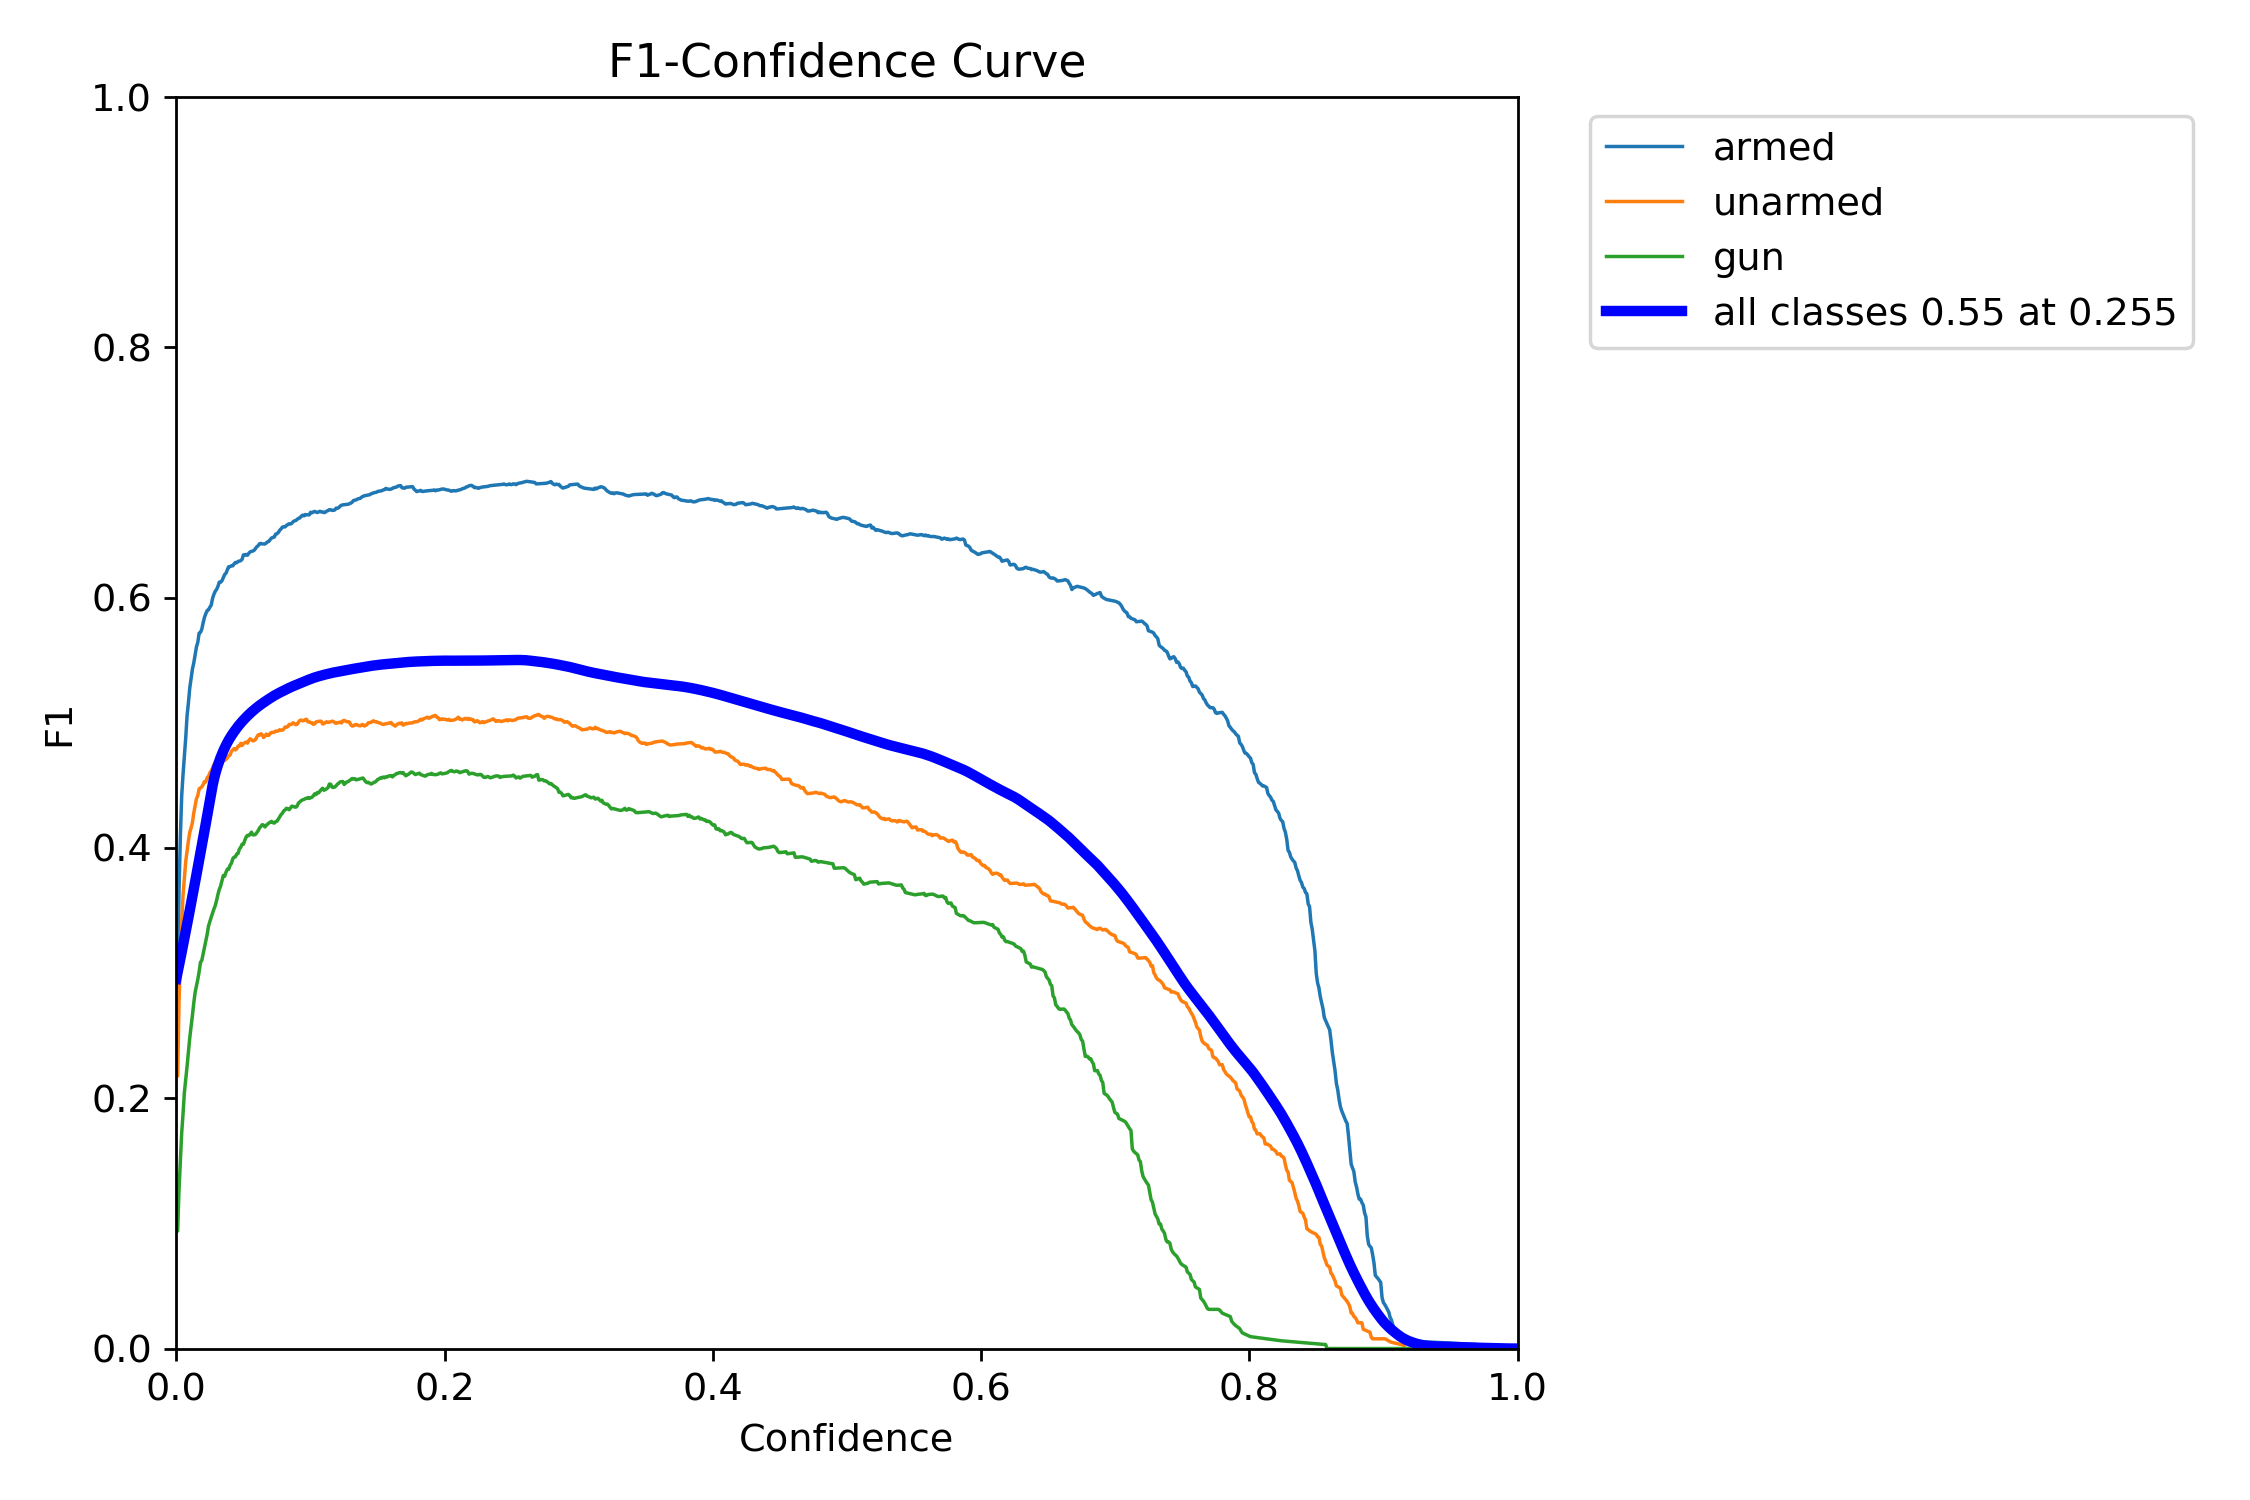 F1-Confidence Curve
1.0
0.8
0.6
0.4
0.2
0.0
F1
0.0 0.2 0.4 0.6 0.8 1.0
Confidence
armed
unarmed
gun
all classes 0.55 at 0.255